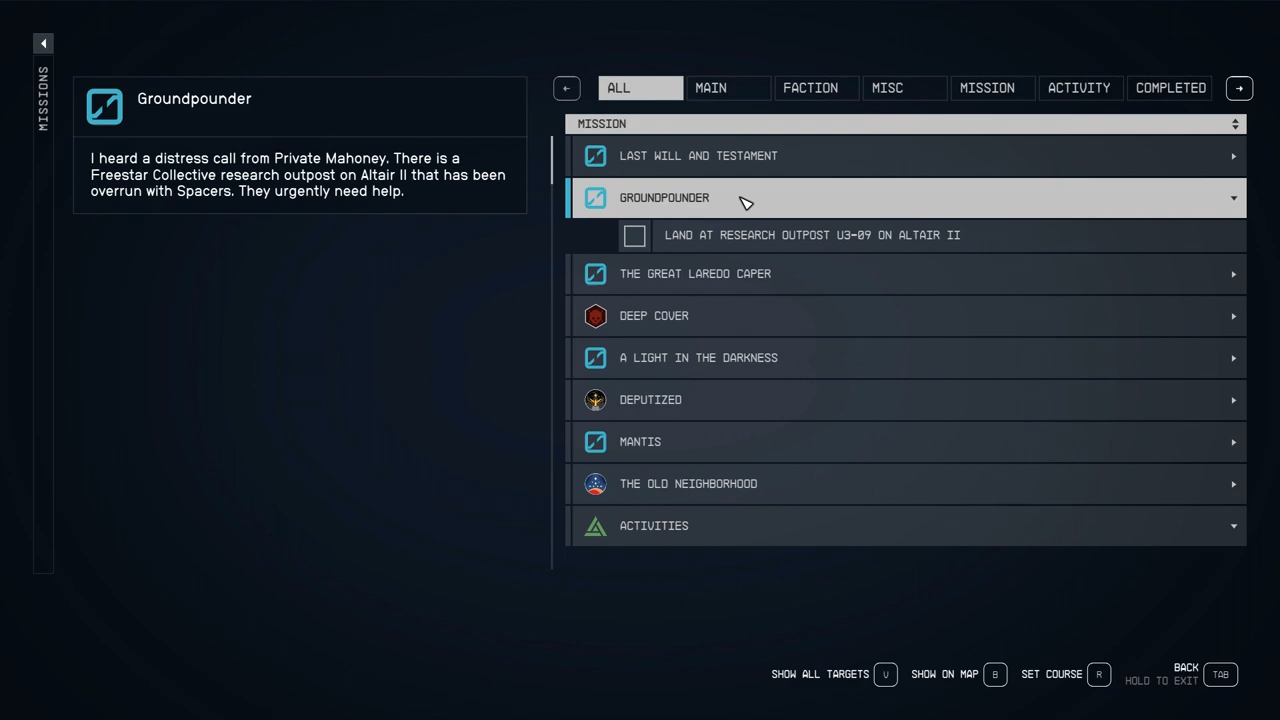 MISSIONS
Groundpounder
I heard a distress call from Private Mahoney. There is a
Freestar Collective research outpost on Altair II that has been
overrun with Spacers. They urgently need help.
ALL
MAIN
FACTION
MISC
MISSION
ACTIVITY
COMPLETED
MISSION
LAST WILL AND TESTAMENT
GROUNDPOUNDER
LAND AT RESEARCH OUTPOST U3-09 ON ALTAIR II
THE GREAT LAREDO CAPER
DEEP COVER
A LIGHT IN THE DARKNESS
DEPUTIZED
MANTIS
THE OLD NEIGHBORHOOD
ACTIVITIES
SHOW ALL TARGETS V
SHOW ON MAP B
SET COURSE R
BACK
HOLD TO EXIT
TAB